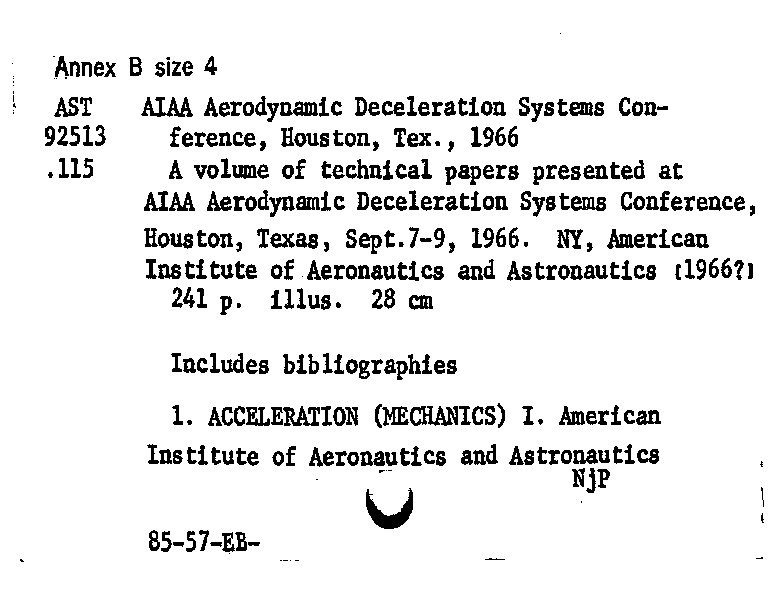 Annex B size 4
AST AIAA Aerodynamic Deceleration Systems Con-
92513 ference, Houston, Tex., 1966
.115 A volume of technical papers presented at
AIAA Aerodynamic Deceleration Systems Conference,
Houston, Texas, Sept.7-9, 1966. NY, American
Institute of Aeronautics and Astronautics [1966?]
241 p. illus. 28 cm
Includes bibliographies
1. ACCELERATION (MECHANICS) I. American
Institute of Aeronautics and Astronautics
NjP
85-57-EB-